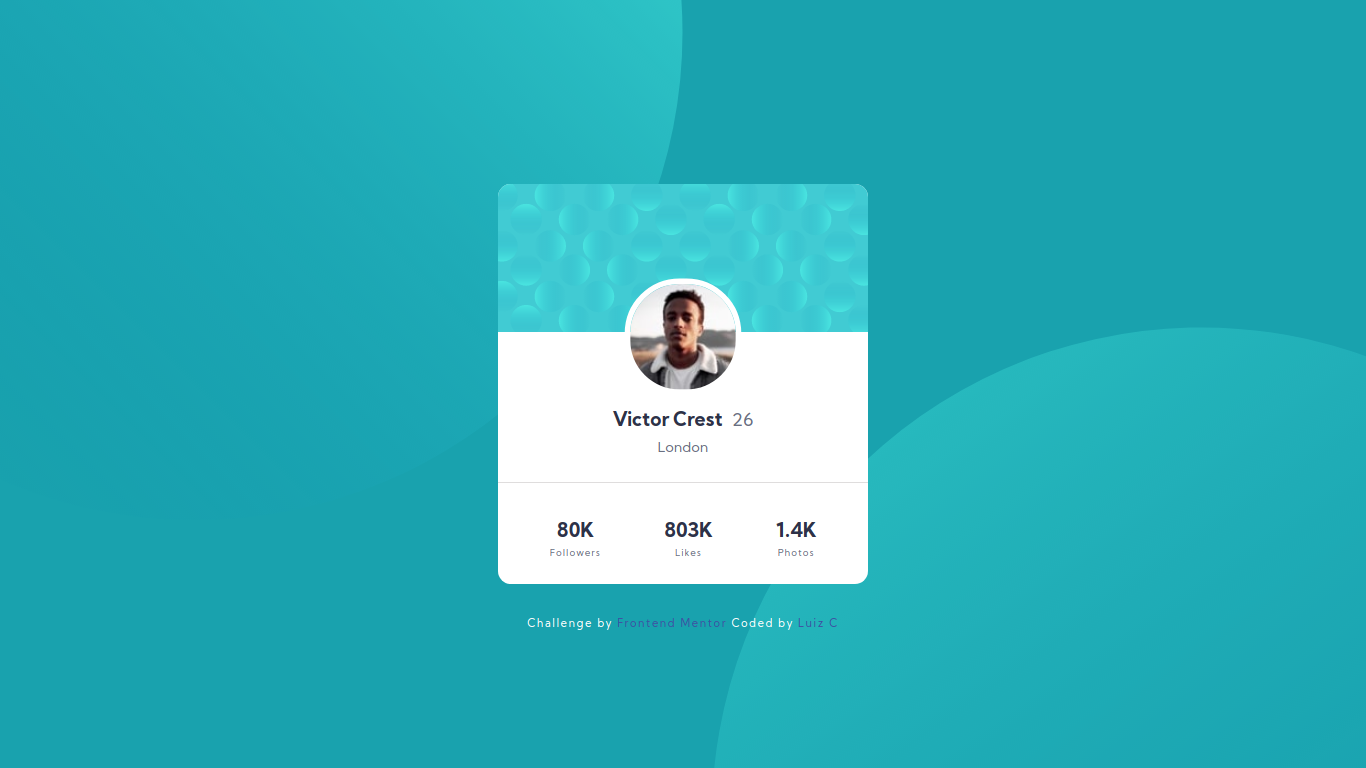 Victor Crest 26
London
80K 803K 1.4K
Followers Likes Photos
Challenge by Frontend Mentor Coded by Luiz C